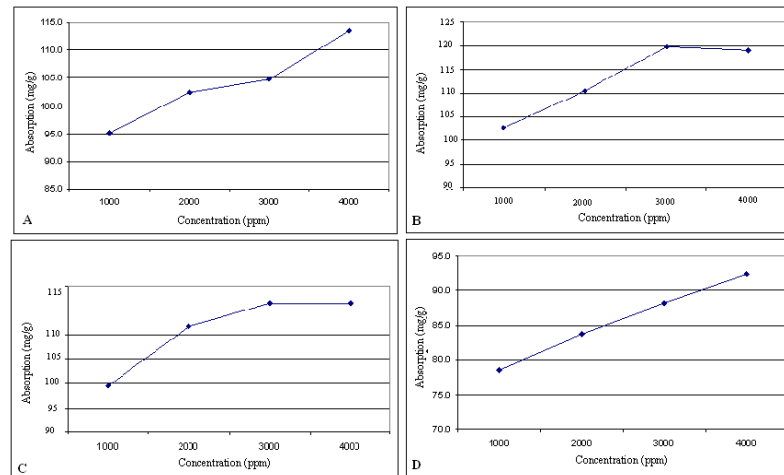 115.0
113.0
105.0
100.0
95.0
90.0
85.0
Absorption (mg/g)
1000 2000 3000 4000
Concentration (ppm)
A
125
120
115
110
105
100
95
90
Absorption (mg/g)
1000 2000 3000 4000
Concentration (ppm)
B
115
110
105
100
95
90
Absorption (mg/g)
1000 2000 3000 4000
Concentration (ppm)
C
95.0
90.0
85.0
80.0
75.0
70.0
Absorption (mg/g)
1000 2000 3000 4000
Concentration (ppm)
D